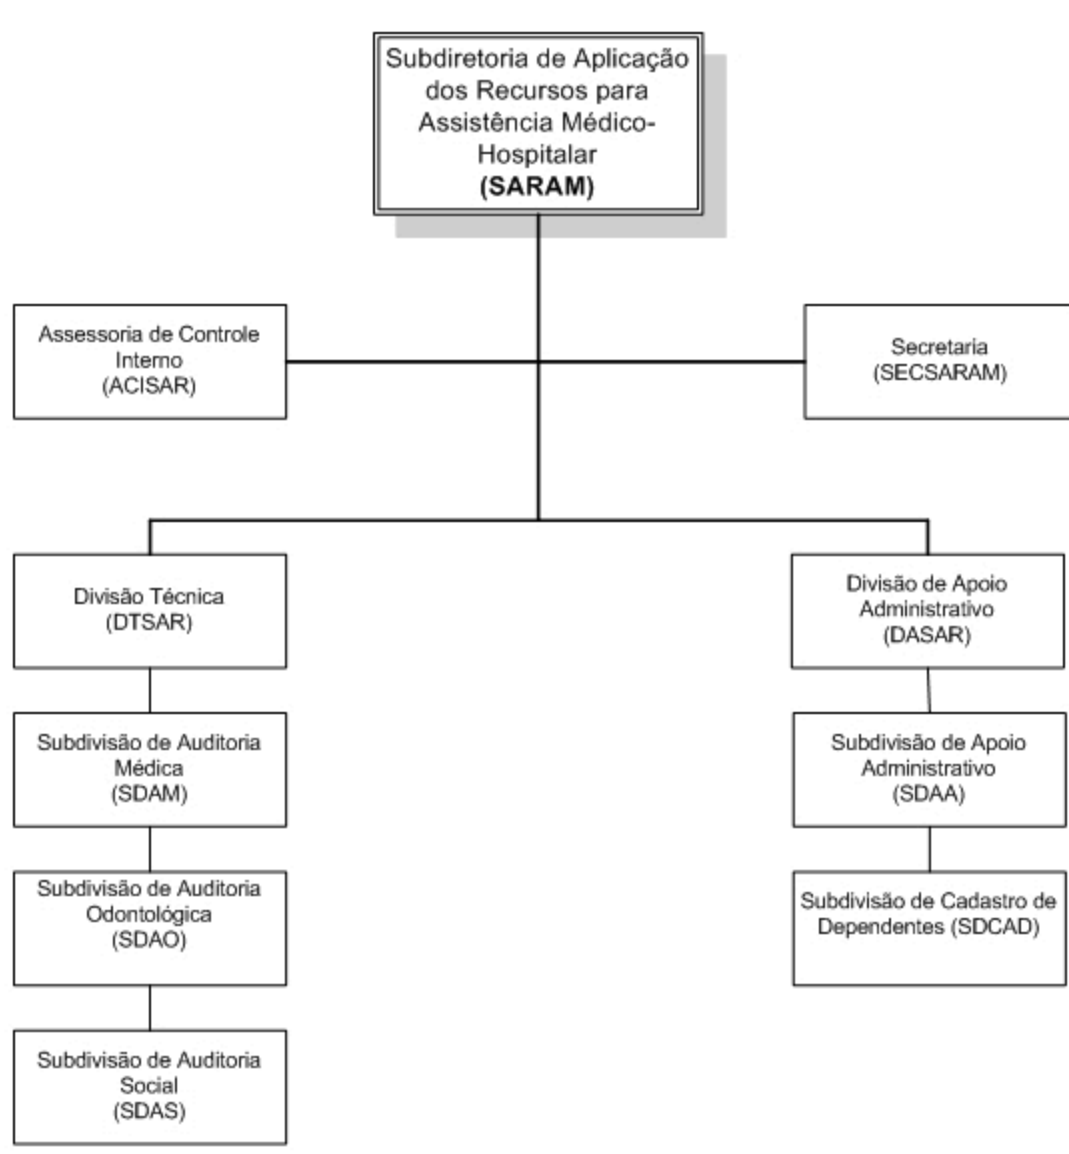 Subdiretoria de Aplicação
dos Recursos para
Assistência Médico-
Hospitalar
(SARAM)
Assessoria de Controle
Interno
(ACISAR)
Secretaria
(SECSARAM)
Divisão Técnica
(DTSAR)
Divisão de Apoio
Administrativo
(DASAR)
Subdivisão de Auditoria
Médica
(SDAM)
Subdivisão de Apoio
Administrativo
(SDAA)
Subdivisão de Auditoria
Odontológica
(SDAO)
Subdivisão de Cadastro de
Dependentes (SDCAD)
Subdivisão de Auditoria
Social
(SDAS)